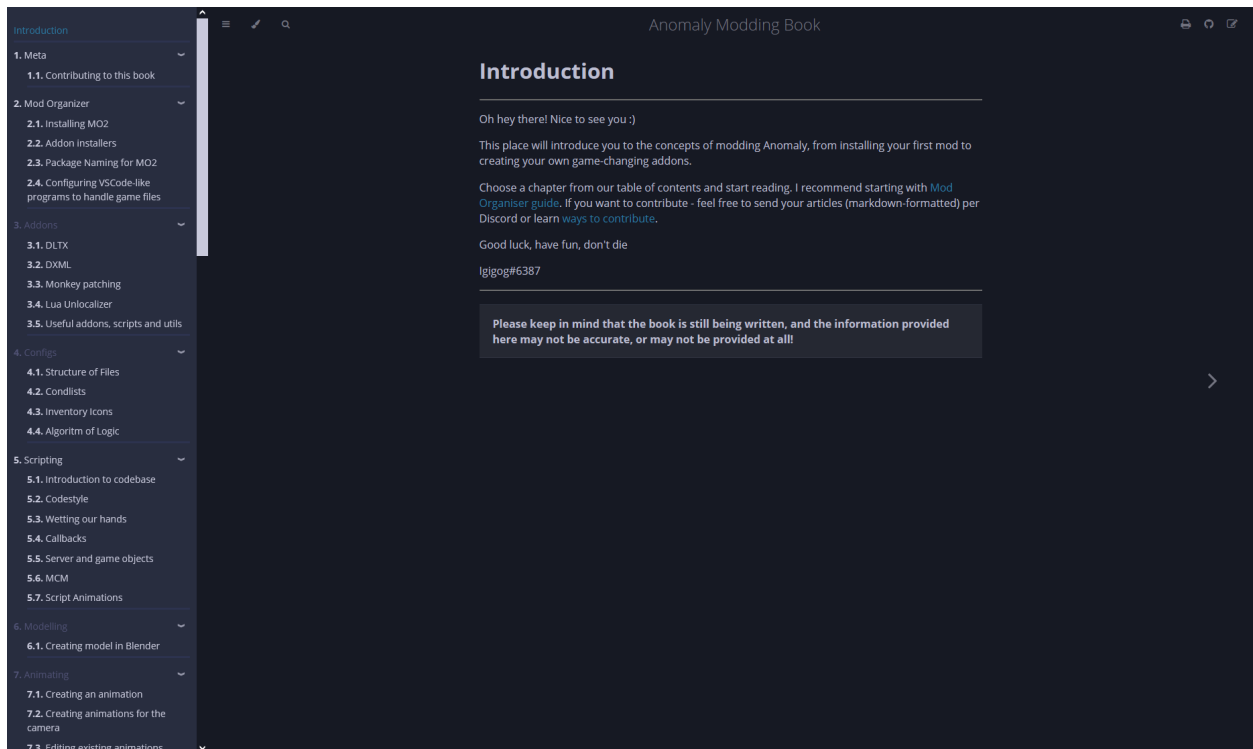 Introduction
1. Meta
1.1. Contributing to this book
2. Mod Organizer
2.1. Installing MO2
2.2. Addon installers
2.3. Package Naming for MO2
2.4. Configuring VSCode-like
programs to handle game files
3. Addons
3.1. DLTX
3.2. DXML
3.3. Monkey patching
3.4. Lua Unlocalizer
3.5. Useful addons, scripts and utils
4. Configs
4.1. Structure of Files
4.2. Condlists
4.3. Inventory Icons
4.4. Algoritm of Logic
5. Scripting
5.1. Introduction to codebase
5.2. Codestyle
5.3. Wetting our hands
5.4. Callbacks
5.5. Server and game objects
5.6. MCM
5.7. Script Animations
6. Modelling
6.1. Creating model in Blender
7. Animating
7.1. Creating an animation
7.2. Creating animations for the
camera
7.3. Editing existing animations
Anomaly Modding Book
Introduction
Oh hey there! Nice to see you :)
This place will introduce you to the concepts of modding Anomaly, from installing your first mod to
creating your own game-changing addons.
Choose a chapter from our table of contents and start reading. I recommend starting with Mod
Organiser guide. If you want to contribute - feel free to send your articles (markdown-formatted) per
Discord or learn ways to contribute.
Good luck, have fun, don't die
Igigog#6387
Please keep in mind that the book is still being written, and the information provided
here may not be accurate, or may not be provided at all!